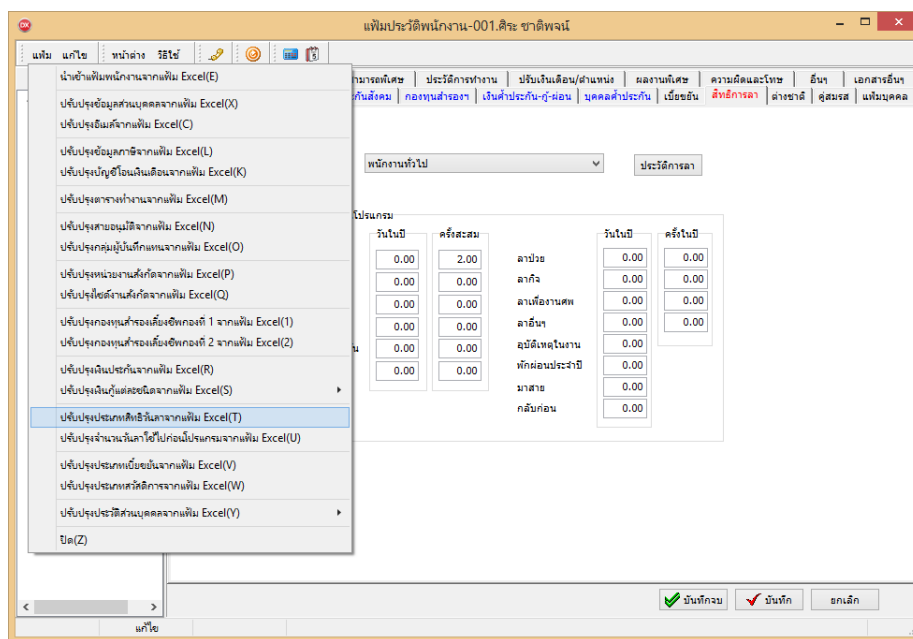 แฟ้มประวัติพนักงาน-001.ศิระ ชาติพจน์
แฟ้ม แก้ไข หน้าต่าง วิธีใช้
นำเข้าแฟ้มพนักงานจากแฟ้ม Excel(E)
ปรับปรุงข้อมูลส่วนบุคคลจากแฟ้ม Excel(X)
ปรับปรุงอีเมล์จากแฟ้ม Excel(C)
ปรับปรุงข้อมูลภาษีจากแฟ้ม Excel(L)
ปรับปรุงบัญชีโอนเงินเดือนจากแฟ้ม Excel(K)
ปรับปรุงตารางทำงานจากแฟ้ม Excel(M)
ปรับปรุงสายอนุมัติจากแฟ้ม Excel(N)
ปรับปรุงกลุ่มผู้บันทึกแทนจากแฟ้ม Excel(O)
ปรับปรุงหน่วยงานสังกัดจากแฟ้ม Excel(P)
ปรับปรุงไซต์งานสังกัดจากแฟ้ม Excel(Q)
ปรับปรุงกองทุนสำรองเลี้ยงชีพกองที่ 1 จากแฟ้ม Excel(1)
ปรับปรุงกองทุนสำรองเลี้ยงชีพกองที่ 2 จากแฟ้ม Excel(2)
ปรับปรุงเงินประกันจากแฟ้ม Excel(R)
ปรับปรุงเงินกู้แต่ละชนิดจากแฟ้ม Excel(S)
ปรับปรุงประเภทสิทธิวันลาจากแฟ้ม Excel(T)
ปรับปรุงจำนวนวันลาใช้ไปก่อนโปรแกรมจากแฟ้ม Excel(U)
ปรับปรุงประเภทเบี้ยขยันจากแฟ้ม Excel(V)
ปรับปรุงประเภทสวัสดิการจากแฟ้ม Excel(W)
ปรับปรุงประวัติส่วนบุคคลจากแฟ้ม Excel(Y)
ปิด(Z)
ามารถพิเศษ ประวัติการทำงาน ปรับเงินเดือน/ตำแหน่ง ผลงานพิเศษ ความผิดและโทษ อื่นๆ เอกสารอื่นๆ
กันสังคม กองทุนสำรองฯ เงินค้ำประกัน-กู้-ผ่อน บุคคลค้ำประกัน เบี้ยขยัน สิทธิการลา ต่างชาติ คู่สมรส แฟ้มบุคคล
พนักงานทั่วไป ประวัติการลา
โปรแกรม
วันในปี ครั้งสะสม วันในปี ครั้งในปี
0.00 2.00 ลาป่วย 0.00 0.00
0.00 0.00 ลากิจ 0.00 0.00
0.00 0.00 ลาเพื่องานศพ 0.00 0.00
0.00 0.00 ลาอื่นๆ 0.00 0.00
น 0.00 0.00 อุบัติเหตุในงาน 0.00
0.00 0.00 พักผ่อนประจำปี 0.00
มาสาย 0.00
กลับก่อน 0.00
บันทึกจบ บันทึก ยกเลิก
แก้ไข